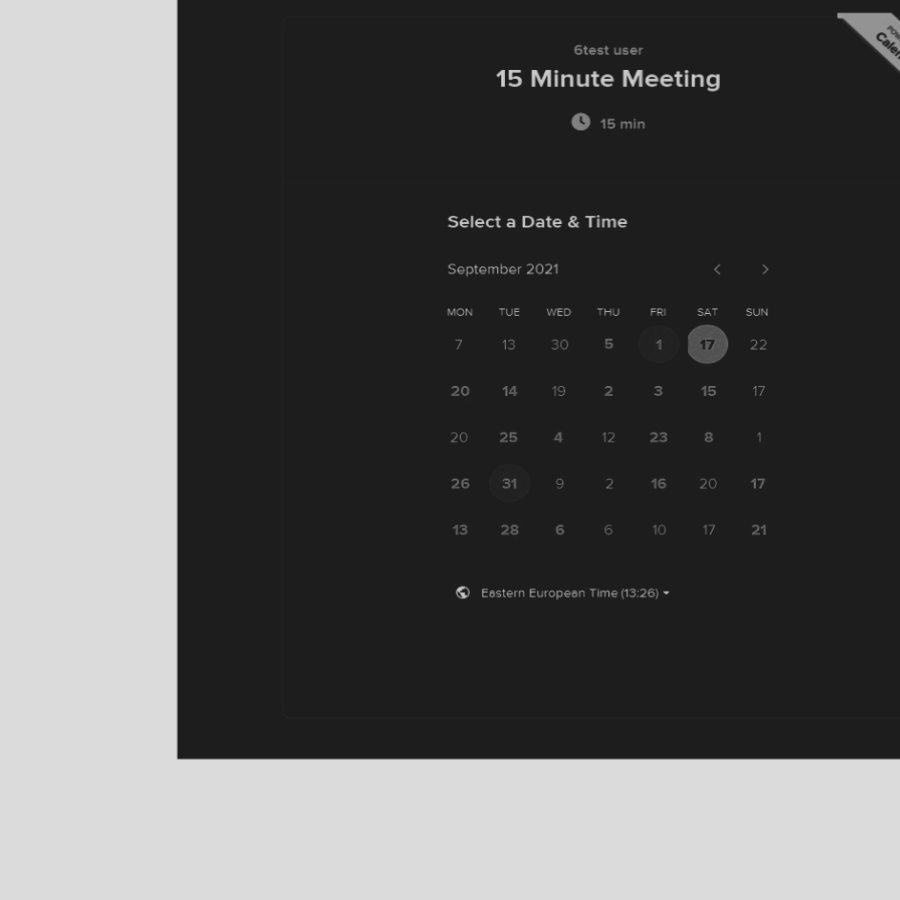 6test user
15 Minute Meeting
15 min
Select a Date & Time
September 2021
MON TUE WED THU FRI SAT SUN
7 13 30 5 1 17 22
20 14 19 2 3 15 17
20 25 4 12 23 8 1
26 31 9 2 16 20 17
13 28 6 6 10 17 21
Eastern European Time (13:26)